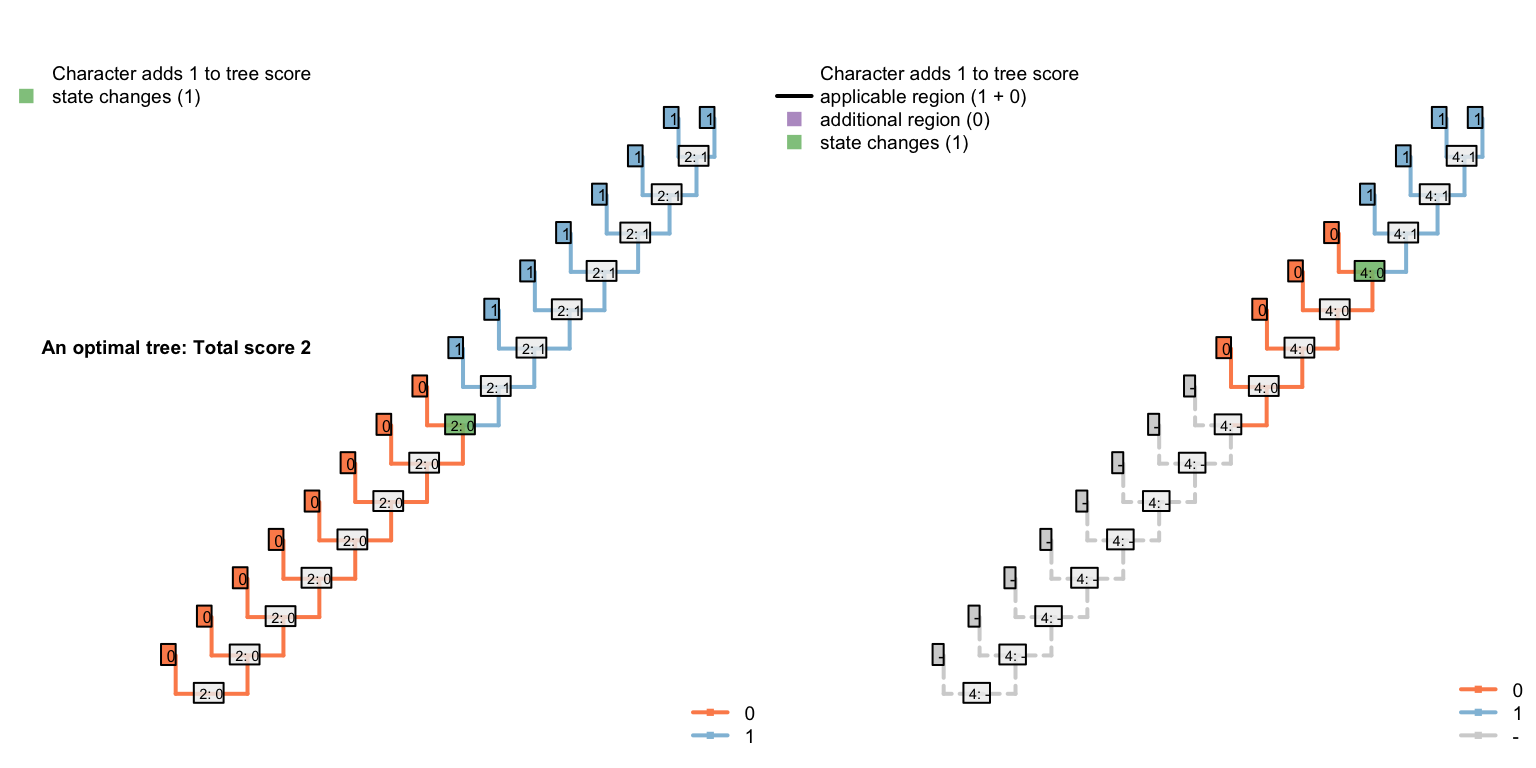 Character adds 1 to tree score
state changes (1)
An optimal tree: Total score 2
1 1
1 2: 1
1 2: 1
1 2: 1
1 2: 1
1 2: 1
1 2: 1
0 2: 1
0 2: 0
0 2: 0
0 2: 0
0 2: 0
0 2: 0
0 2: 0
0 2: 0
2: 0
0
1
Character adds 1 to tree score
applicable region (1 + 0)
additional region (0)
state changes (1)
1 1
1 4: 1
1 4: 1
0 4: 1
0 4: 0
0 4: 0
0 4: 0
- 4: 0
- 4: -
- 4: -
- 4: -
- 4: -
- 4: -
- 4: -
- 4: -
4: -
0
1
-